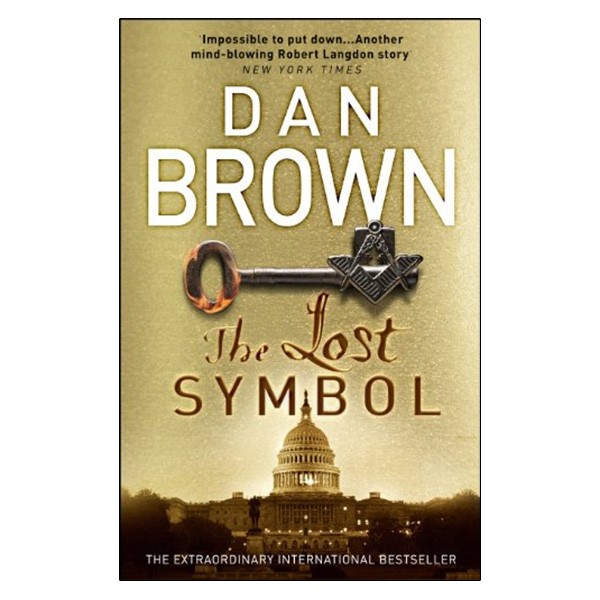 'Impossible to put down...Another
mind-blowing Robert Langdon story'
NEW YORK TIMES
DAN
BROWN
The Lost
SYMBOL
THE EXTRAORDINARY INTERNATIONAL BESTSELLER